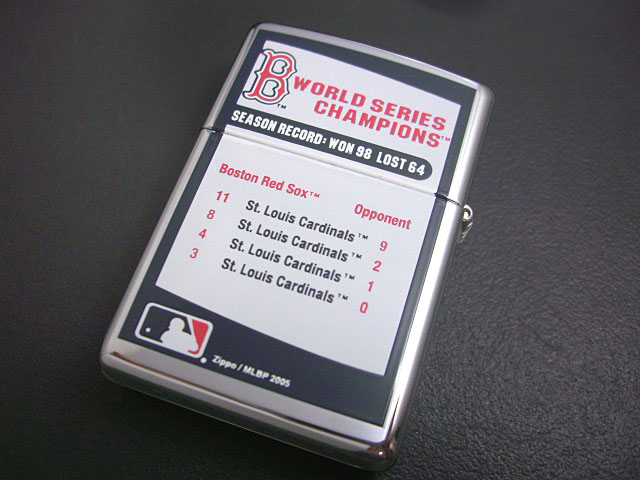 B™
WORLD SERIES
CHAMPIONS™
SEASON RECORD: WON 98 LOST 64
Boston Red Sox™ Opponent
11 St. Louis Cardinals™ 9
8 St. Louis Cardinals™ 2
4 St. Louis Cardinals™ 1
3 St. Louis Cardinals™ 0
Zippo / MLBP 2005